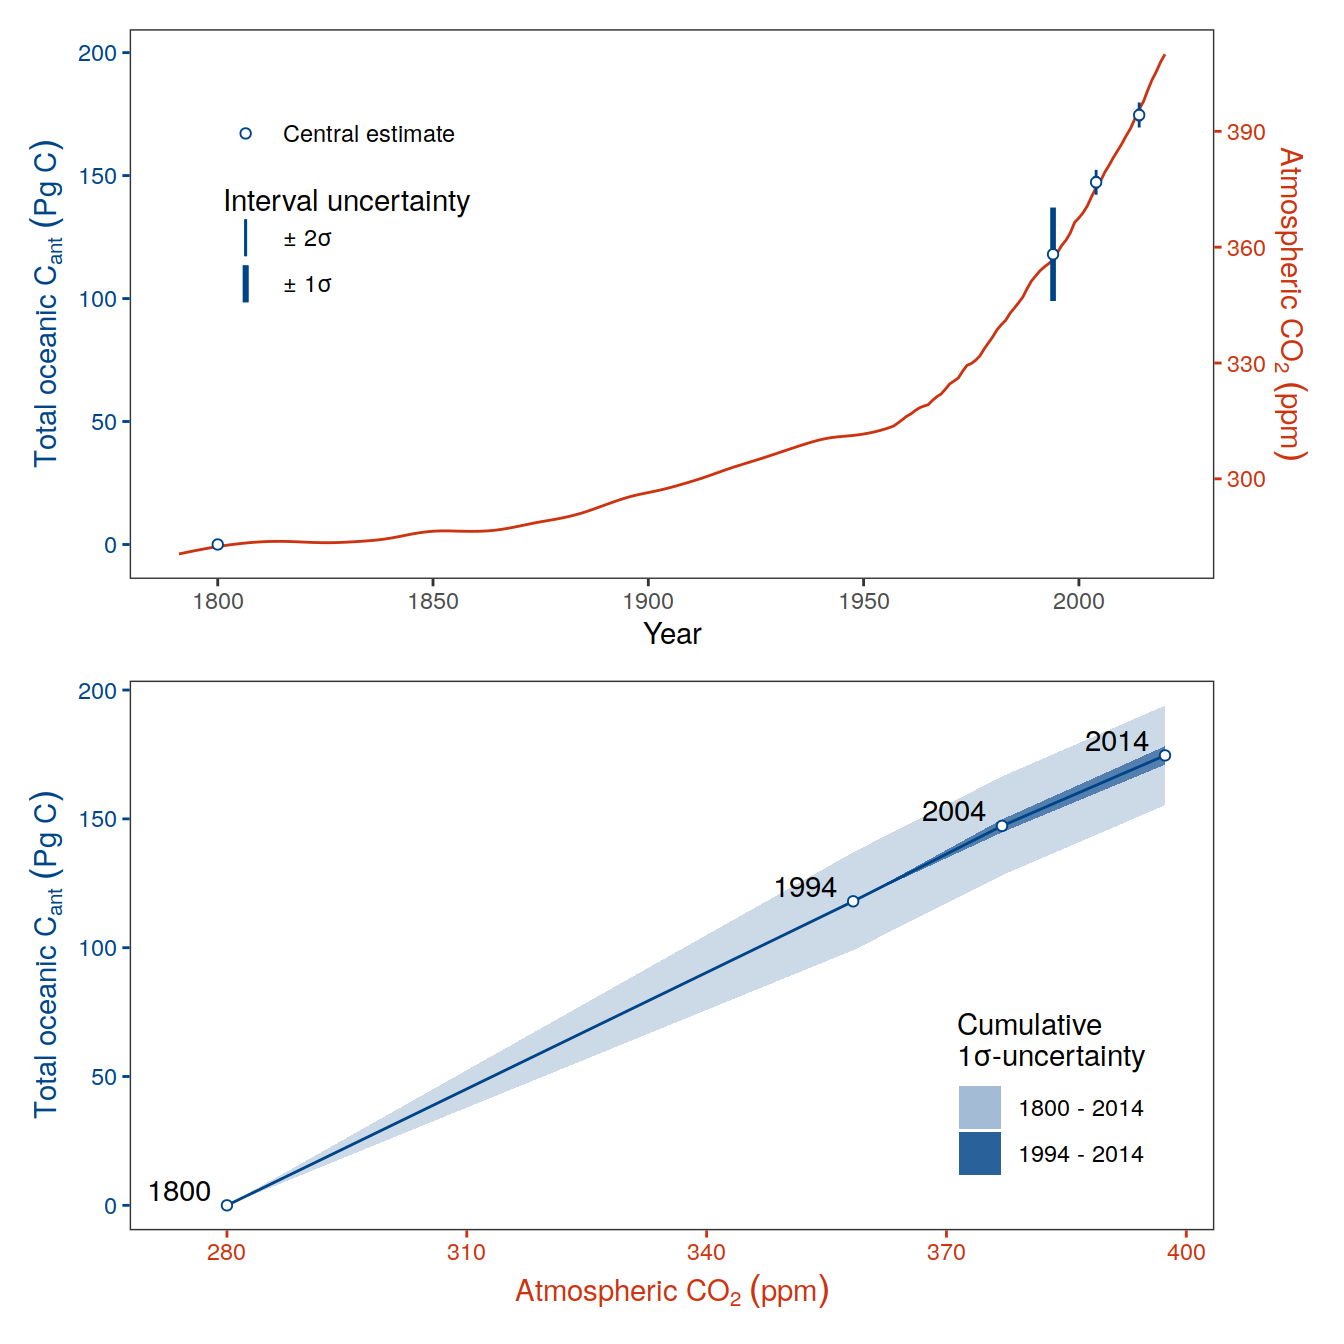 Total oceanic Cant (Pg C)
200
150
100
50
0
Central estimate
Interval uncertainty
± 2σ
± 1σ
390
360
330
300
Atmospheric CO2 (ppm)
1800 1850 1900 1950 2000
Year
Total oceanic Cant (Pg C)
200
150
100
50
0
2014
2004
1994
1800
Cumulative
1σ-uncertainty
1800 - 2014
1994 - 2014
280 310 340 370 400
Atmospheric CO2 (ppm)